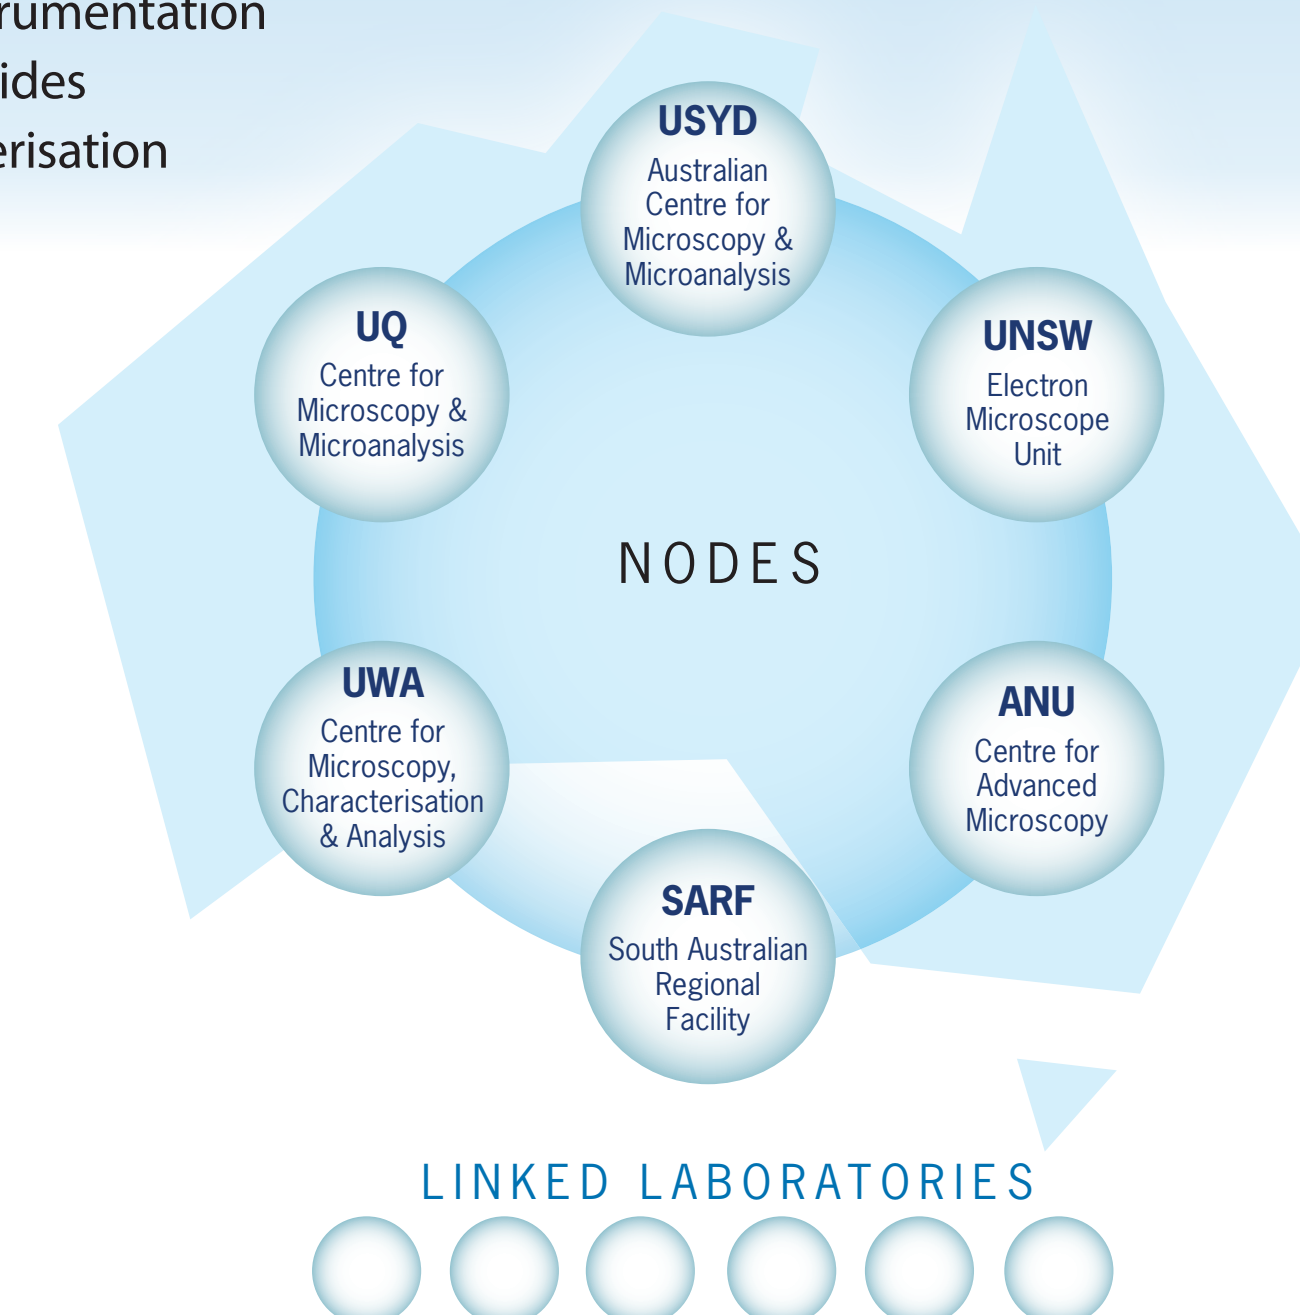 rumentation
ides
erisation
USYD
Australian
Centre for
Microscopy &
Microanalysis
UQ
Centre for
Microscopy &
Microanalysis
UNSW
Electron
Microscope
Unit
NODES
UWA
Centre for
Microscopy,
Characterisation
& Analysis
ANU
Centre for
Advanced
Microscopy
SARF
South Australian
Regional
Facility
LINKED LABORATORIES